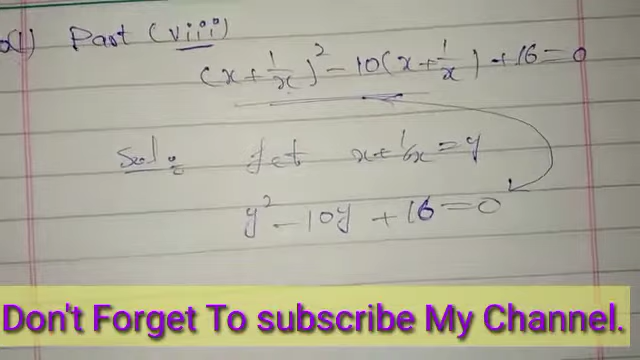 Q1) Part (viii)
(x + 1/x)² - 10(x + 1/x) + 16 = 0
Sol: Let x + 1/x = y
y² - 10y + 16 = 0
Don't Forget To subscribe My Channel.